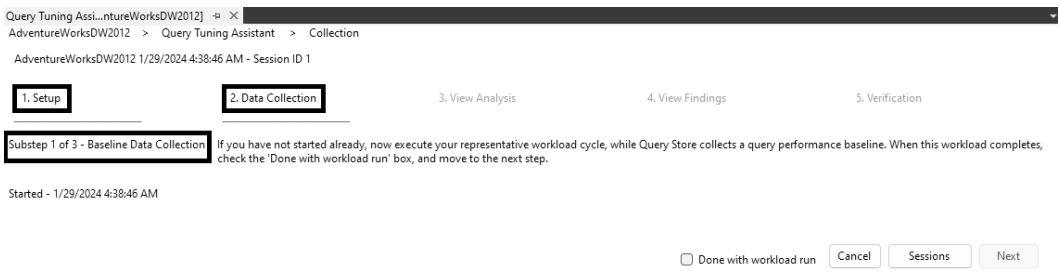 Query Tuning Assi...ntureWorksDW2012]
AdventureWorksDW2012 > Query Tuning Assistant > Collection
AdventureWorksDW2012 1/29/2024 4:38:46 AM - Session ID 1
1. Setup 2. Data Collection 3. View Analysis 4. View Findings 5. Verification
Substep 1 of 3 - Baseline Data Collection If you have not started already, now execute your representative workload cycle, while Query Store collects a query performance baseline. When this workload completes,
check the 'Done with workload run' box, and move to the next step.
Started - 1/29/2024 4:38:46 AM
Done with workload run Cancel Sessions Next